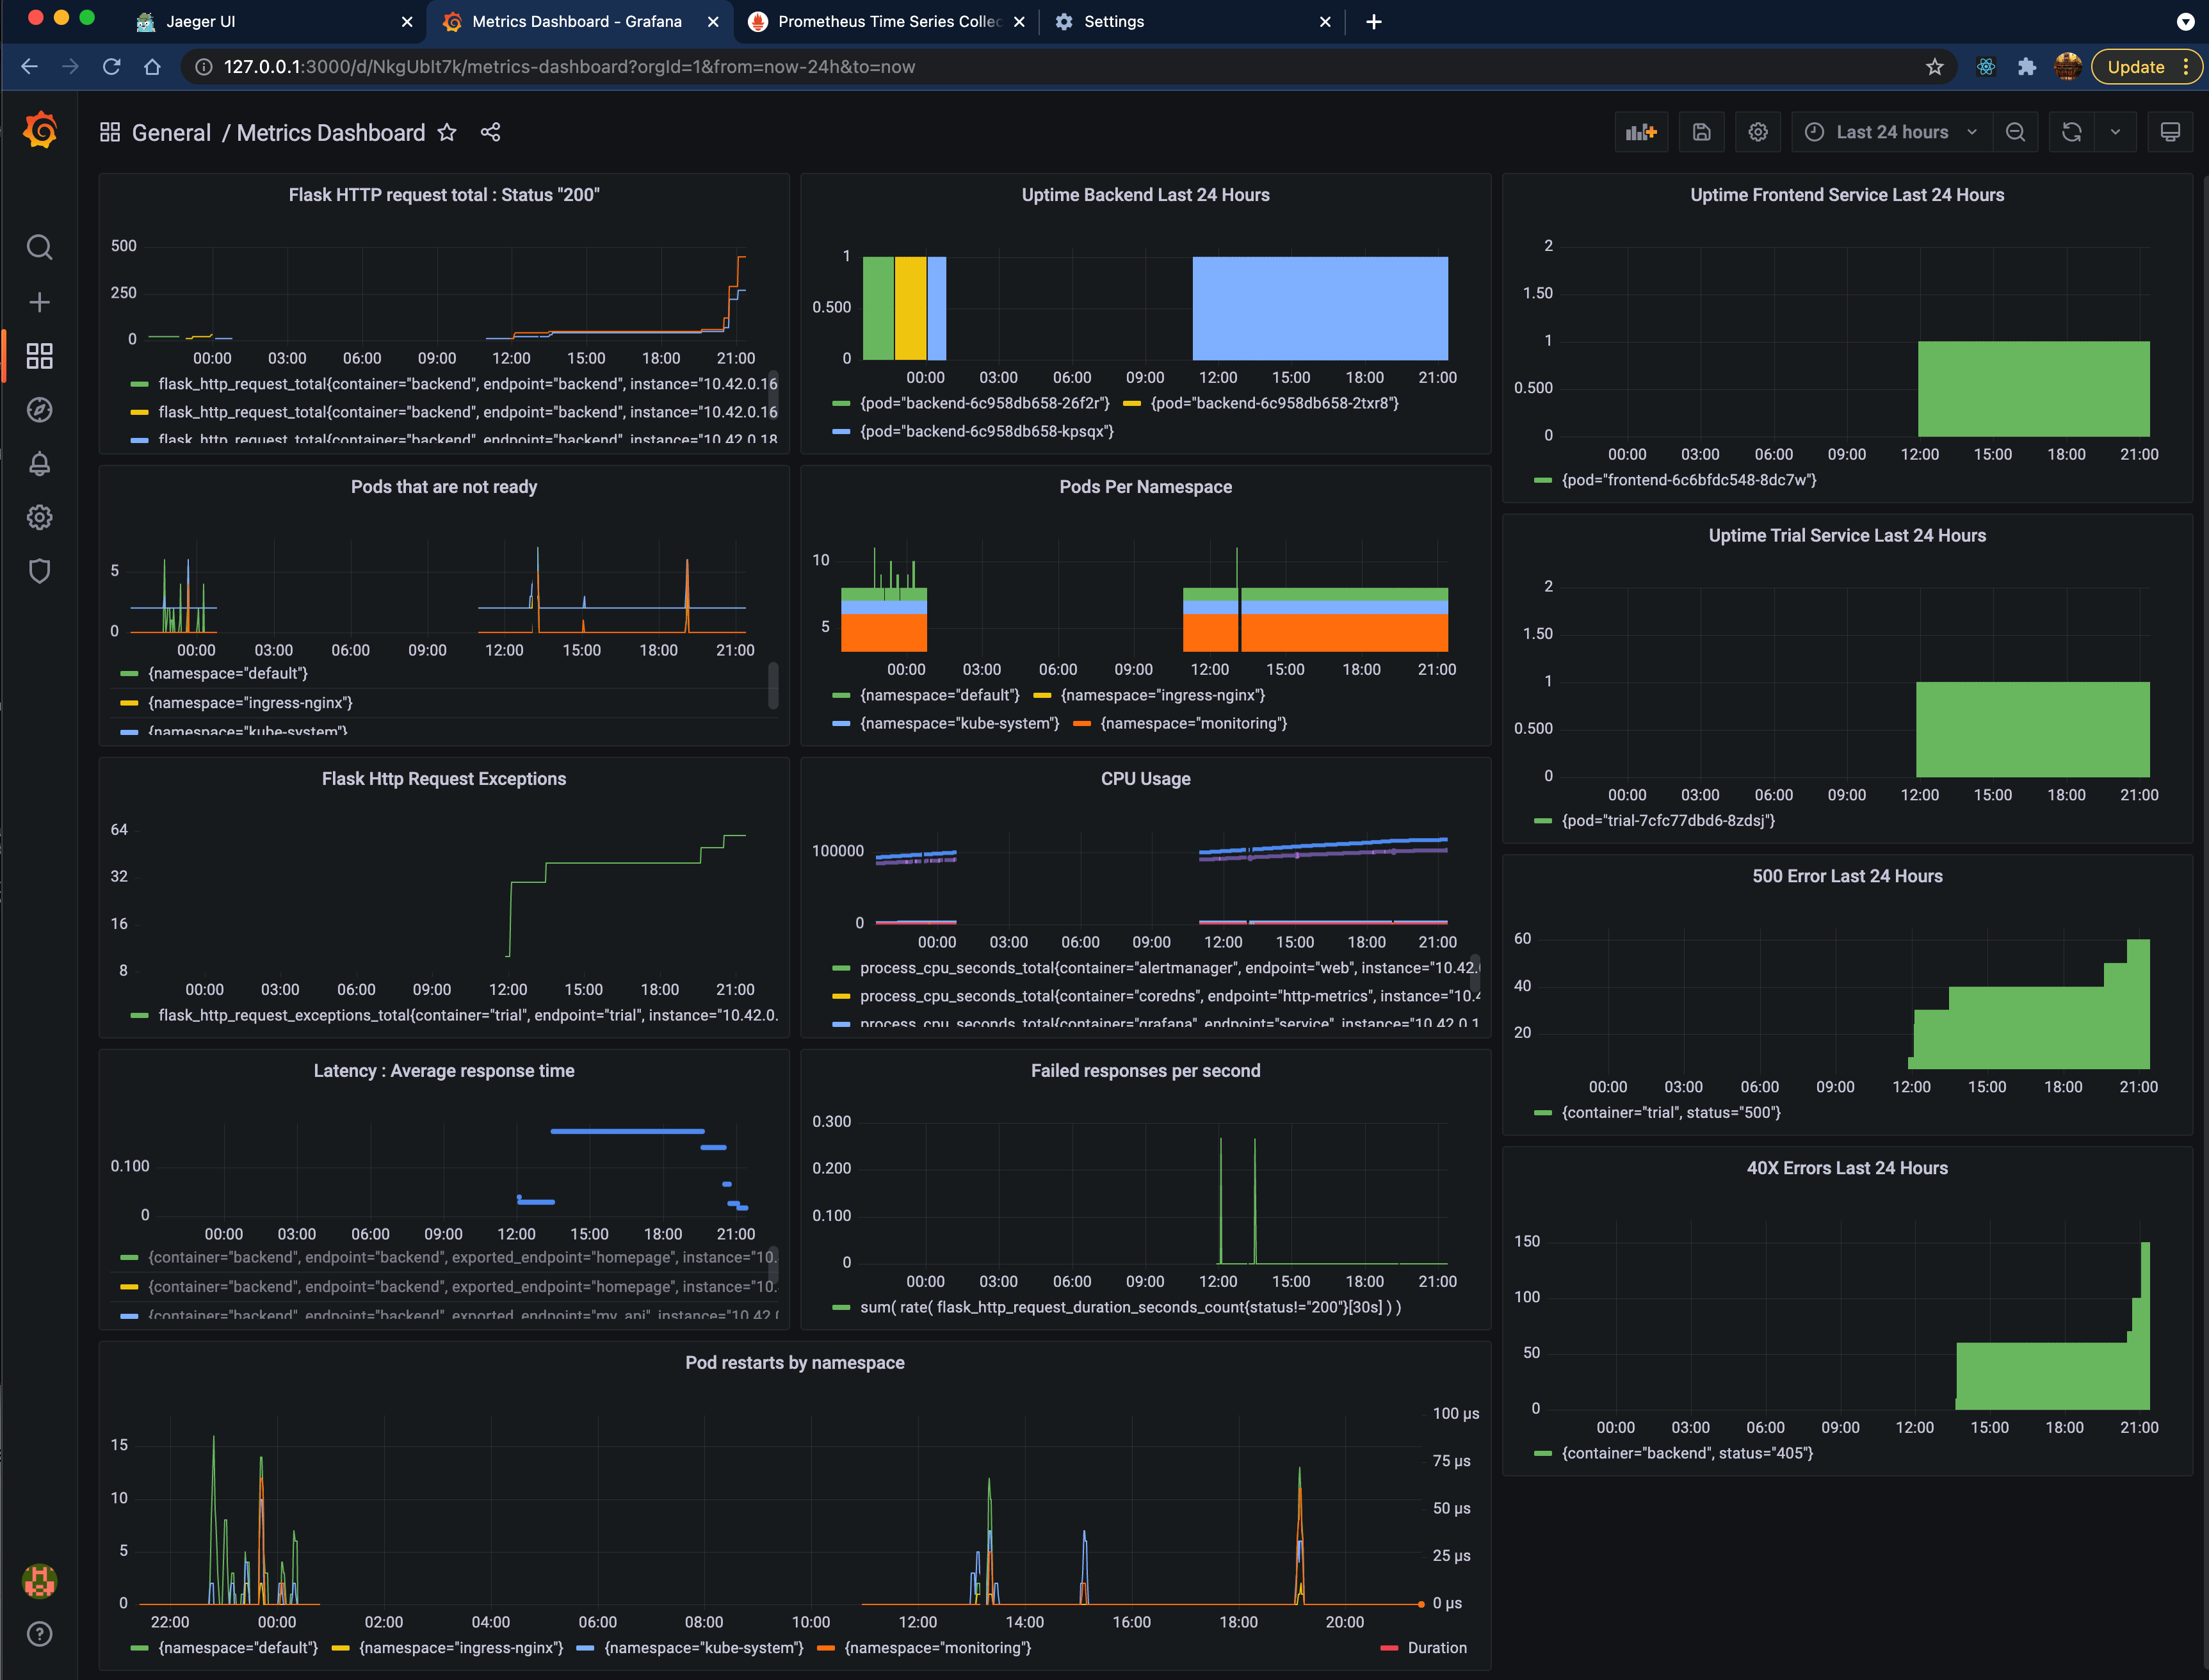 Jaeger UI
Metrics Dashboard - Grafana
Prometheus Time Series Collec
Settings
127.0.0.1:3000/d/NkgUbIt7k/metrics-dashboard?orgId=1&from=now-24h&to=now
Update
General / Metrics Dashboard
Last 24 hours
Flask HTTP request total : Status "200"
500
250
0
00:00 03:00 06:00 09:00 12:00 15:00 18:00 21:00
flask_http_request_total{container="backend", endpoint="backend", instance="10.42.0.16
flask_http_request_total{container="backend", endpoint="backend", instance="10.42.0.16
flask_http_request_total{container="backend", endpoint="backend", instance="10.42.0.18
Uptime Backend Last 24 Hours
1
0.500
0
00:00 03:00 06:00 09:00 12:00 15:00 18:00 21:00
{pod="backend-6c958db658-26f2r"} {pod="backend-6c958db658-2txr8"}
{pod="backend-6c958db658-kpsqx"}
Uptime Frontend Service Last 24 Hours
2
1.50
1
0.500
0
00:00 03:00 06:00 09:00 12:00 15:00 18:00 21:00
{pod="frontend-6c6bfdc548-8dc7w"}
Pods that are not ready
5
0
00:00 03:00 06:00 09:00 12:00 15:00 18:00 21:00
{namespace="default"}
{namespace="ingress-nginx"}
{namespace="kube-system"}
Pods Per Namespace
10
5
00:00 03:00 06:00 09:00 12:00 15:00 18:00 21:00
{namespace="default"} {namespace="ingress-nginx"}
{namespace="kube-system"} {namespace="monitoring"}
Uptime Trial Service Last 24 Hours
2
1.50
1
0.500
0
00:00 03:00 06:00 09:00 12:00 15:00 18:00 21:00
{pod="trial-7cfc77dbd6-8zdsj"}
Flask Http Request Exceptions
64
32
16
8
00:00 03:00 06:00 09:00 12:00 15:00 18:00 21:00
flask_http_request_exceptions_total{container="trial", endpoint="trial", instance="10.42.0.
CPU Usage
100000
0
00:00 03:00 06:00 09:00 12:00 15:00 18:00 21:00
process_cpu_seconds_total{container="alertmanager", endpoint="web", instance="10.42.
process_cpu_seconds_total{container="coredns", endpoint="http-metrics", instance="10.4
process_cpu_seconds_total{container="grafana", endpoint="service", instance="10.42.0.1
500 Error Last 24 Hours
60
40
20
00:00 03:00 06:00 09:00 12:00 15:00 18:00 21:00
{container="trial", status="500"}
Latency : Average response time
0.100
0
00:00 03:00 06:00 09:00 12:00 15:00 18:00 21:00
{container="backend", endpoint="backend", exported_endpoint="homepage", instance="10.
{container="backend", endpoint="backend", exported_endpoint="homepage", instance="10.
{container="backend", endpoint="backend", exported_endpoint="my_api", instance="10.42.0
Failed responses per second
0.300
0.200
0.100
0
00:00 03:00 06:00 09:00 12:00 15:00 18:00 21:00
sum( rate( flask_http_request_duration_seconds_count{status!="200"}[30s] ) )
40X Errors Last 24 Hours
150
100
50
0
00:00 03:00 06:00 09:00 12:00 15:00 18:00 21:00
{container="backend", status="405"}
Pod restarts by namespace
15
10
5
0
100 µs
75 µs
50 µs
25 µs
0 µs
22:00 00:00 02:00 04:00 06:00 08:00 10:00 12:00 14:00 16:00 18:00 20:00
{namespace="default"} {namespace="ingress-nginx"} {namespace="kube-system"} {namespace="monitoring"} Duration